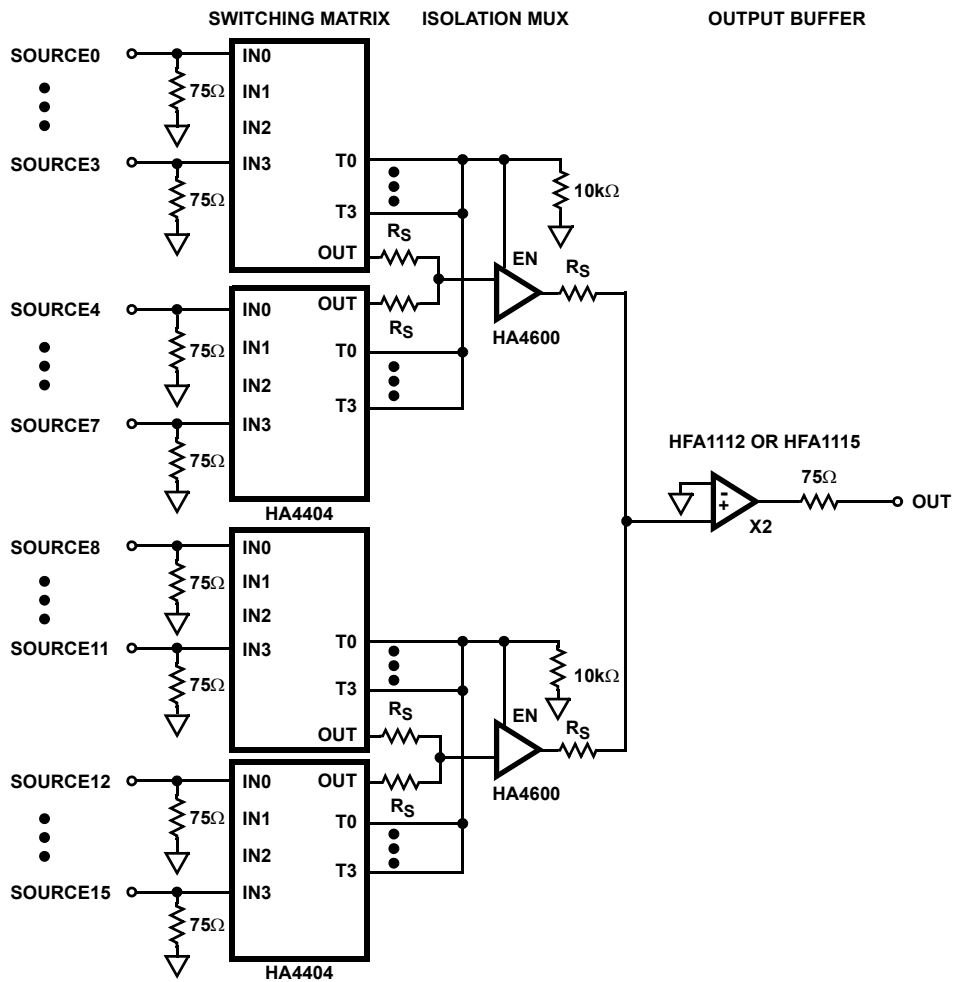 SWITCHING MATRIX ISOLATION MUX OUTPUT BUFFER
SOURCE0
IN0
75Ω
IN1
IN2
SOURCE3
IN3
75Ω
T0
T3
OUT
RS
10kΩ
EN
RS
HA4600
SOURCE4
IN0
75Ω
IN1
IN2
SOURCE7
IN3
75Ω
OUT
RS
T0
T3
HA4404
HFA1112 OR HFA1115
-
+
X2
75Ω
OUT
SOURCE8
IN0
75Ω
IN1
IN2
SOURCE11
IN3
75Ω
T0
T3
OUT
RS
10kΩ
EN
RS
HA4600
SOURCE12
IN0
75Ω
IN1
IN2
SOURCE15
IN3
75Ω
OUT
RS
T0
T3
HA4404